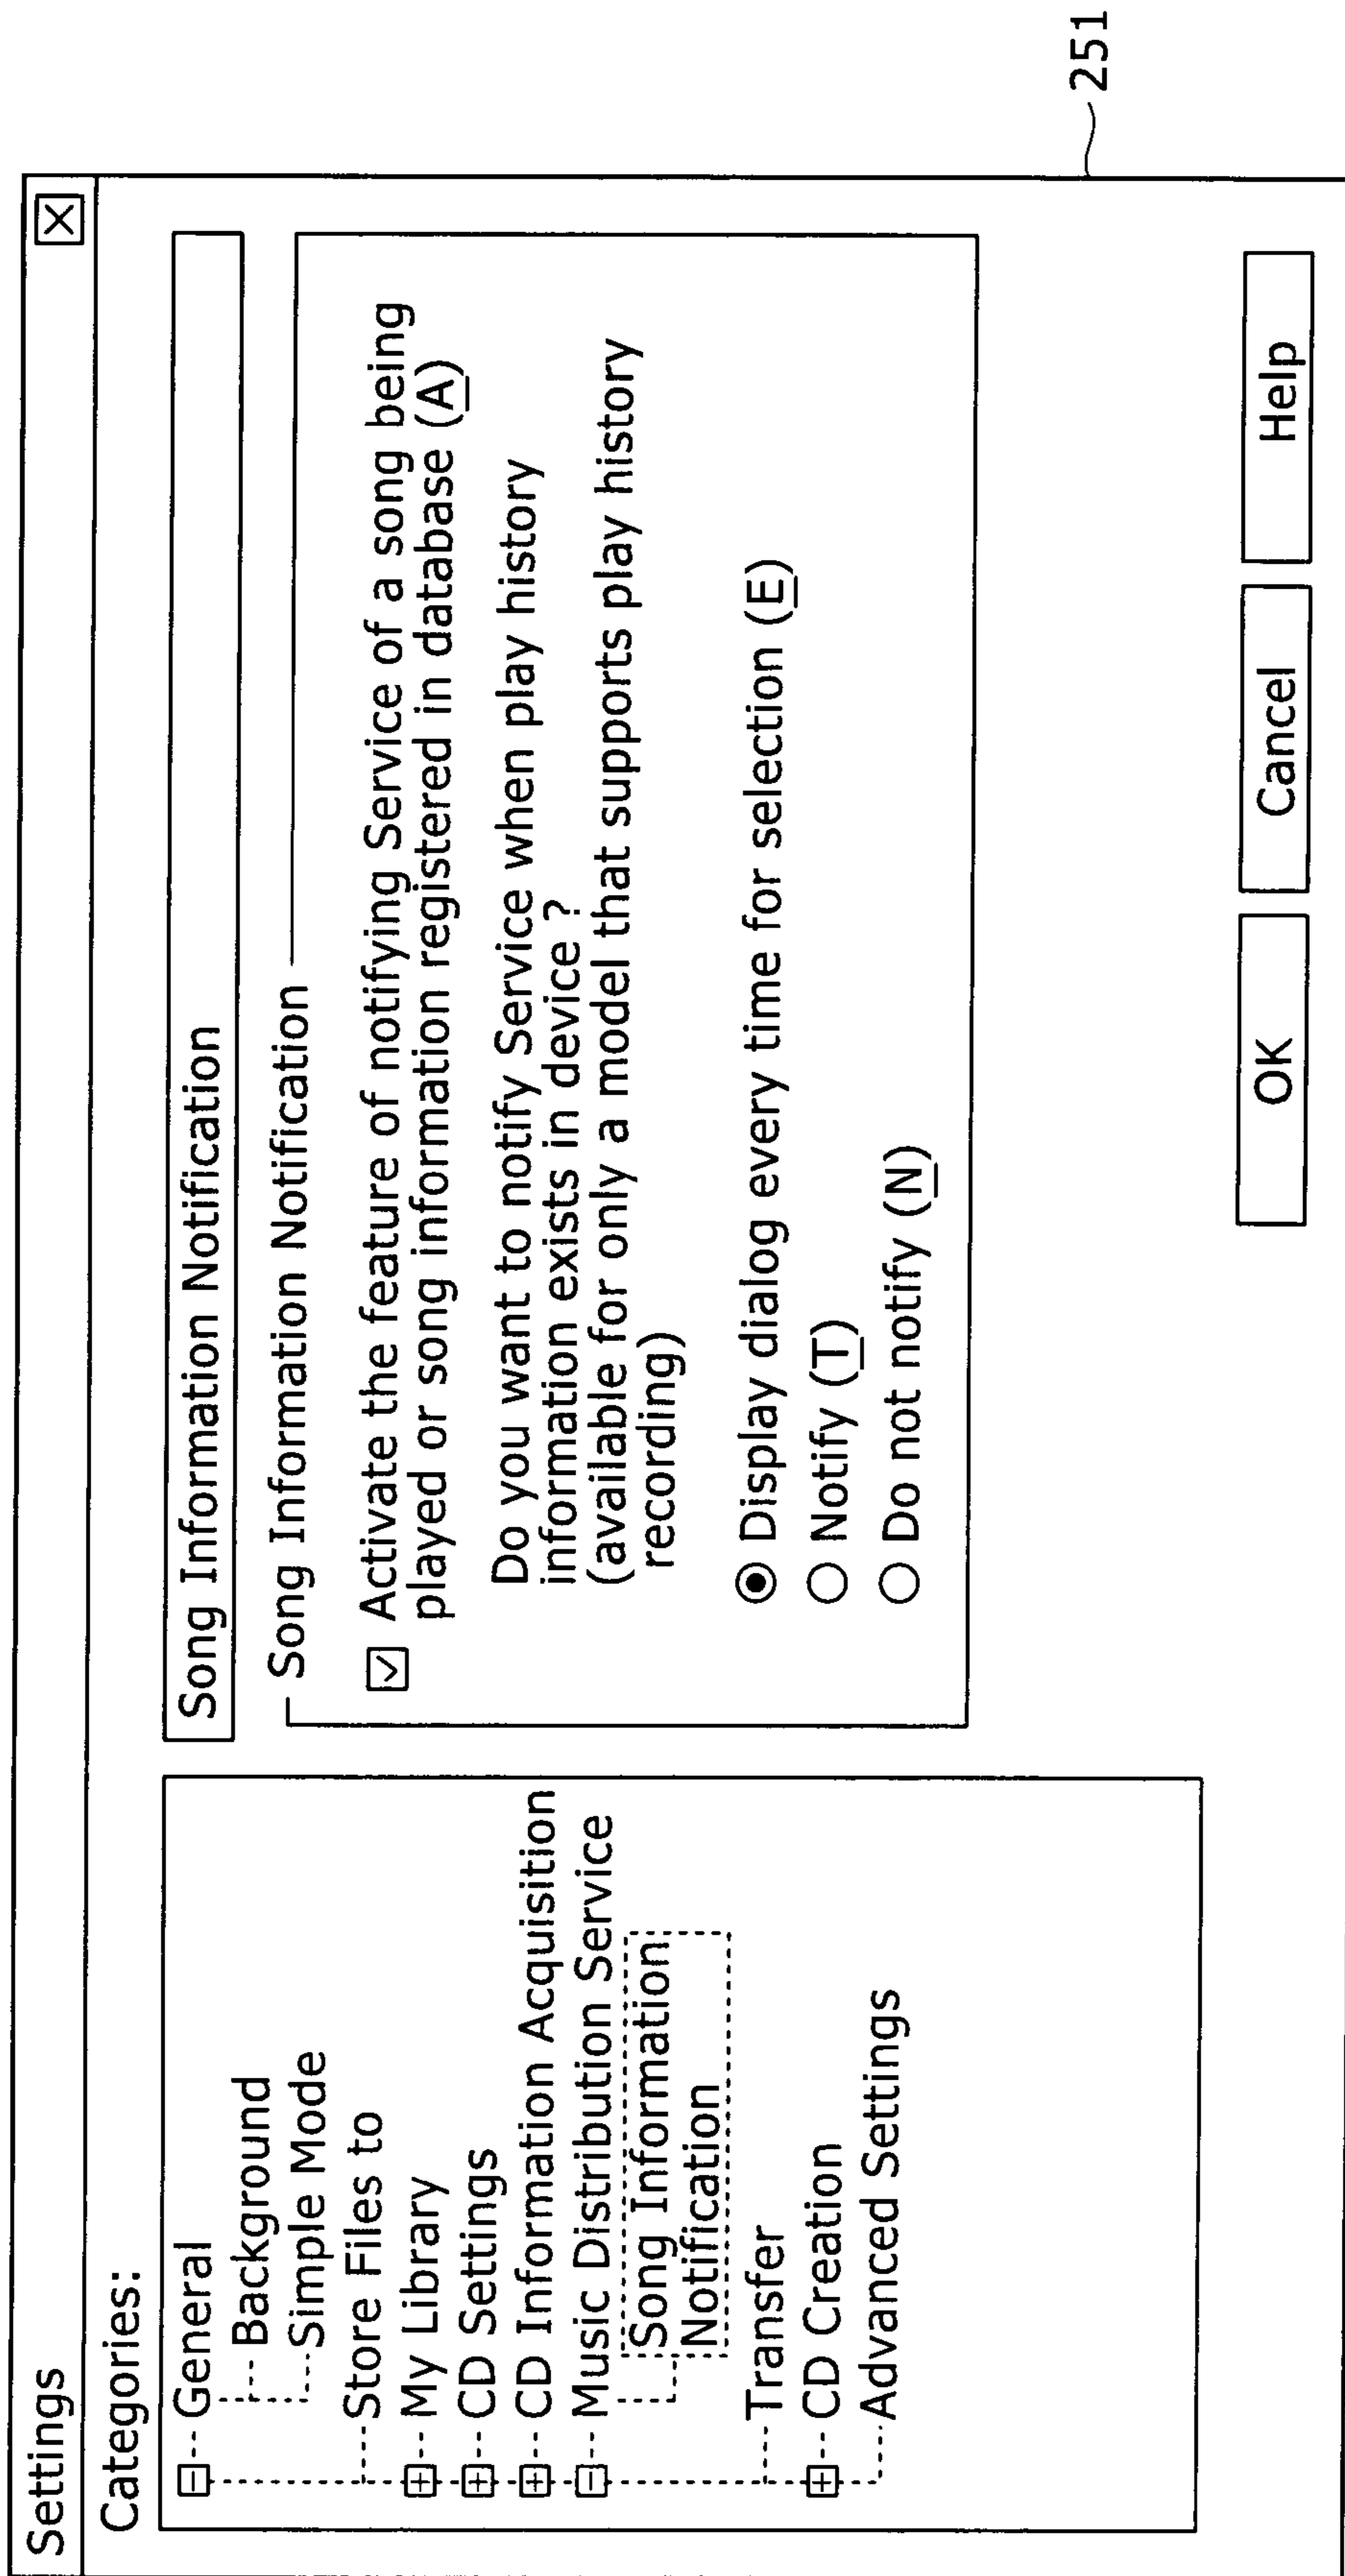 Settings
Categories:
General
Background
Simple Mode
Store Files to
My Library
CD Settings
CD Information Acquisition
Music Distribution Service
Song Information
Notification
Transfer
CD Creation
Advanced Settings
Song Information Notification
Song Information Notification
Activate the feature of notifying Service of a song being
played or song information registered in database (A)
Do you want to notify Service when play history
information exists in device ?
(available for only a model that supports play history
recording)
Display dialog every time for selection (E)
Notify (T)
Do not notify (N)
OK
Cancel
Help
251